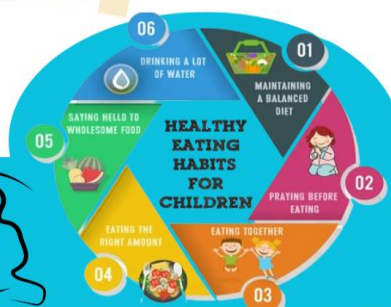 HEALTHY
EATING
HABITS
FOR
CHILDREN
01
MAINTAINING
A BALANCED
DIET
02
PRAYING BEFORE
EATING
03
EATING TOGETHER
04
EATING THE
RIGHT AMOUNT
05
SAYING HELLO TO
WHOLESOME FOOD
06
DRINKING A LOT
OF WATER